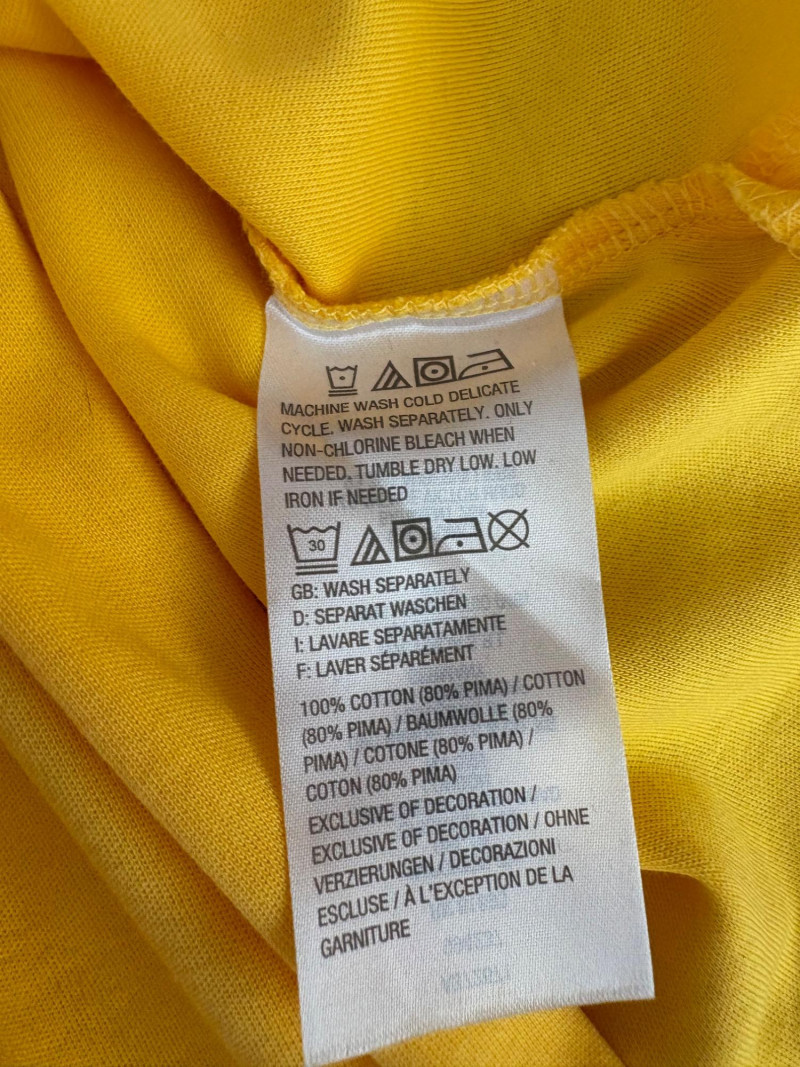 MACHINE WASH COLD DELICATE
CYCLE. WASH SEPARATELY. ONLY
NON-CHLORINE BLEACH WHEN
NEEDED. TUMBLE DRY LOW. LOW
IRON IF NEEDED
30
GB: WASH SEPARATELY
D: SEPARAT WASCHEN
I: LAVARE SEPARATAMENTE
F: LAVER SÉPARÉMENT
100% COTTON (80% PIMA) / COTTON
(80% PIMA) / BAUMWOLLE (80%
PIMA) / COTONE (80% PIMA) /
COTON (80% PIMA)
EXCLUSIVE OF DECORATION /
EXCLUSIVE OF DECORATION / OHNE
VERZIERUNGEN / DECORAZIONI
ESCLUSE / À L'EXCEPTION DE LA
GARNITURE